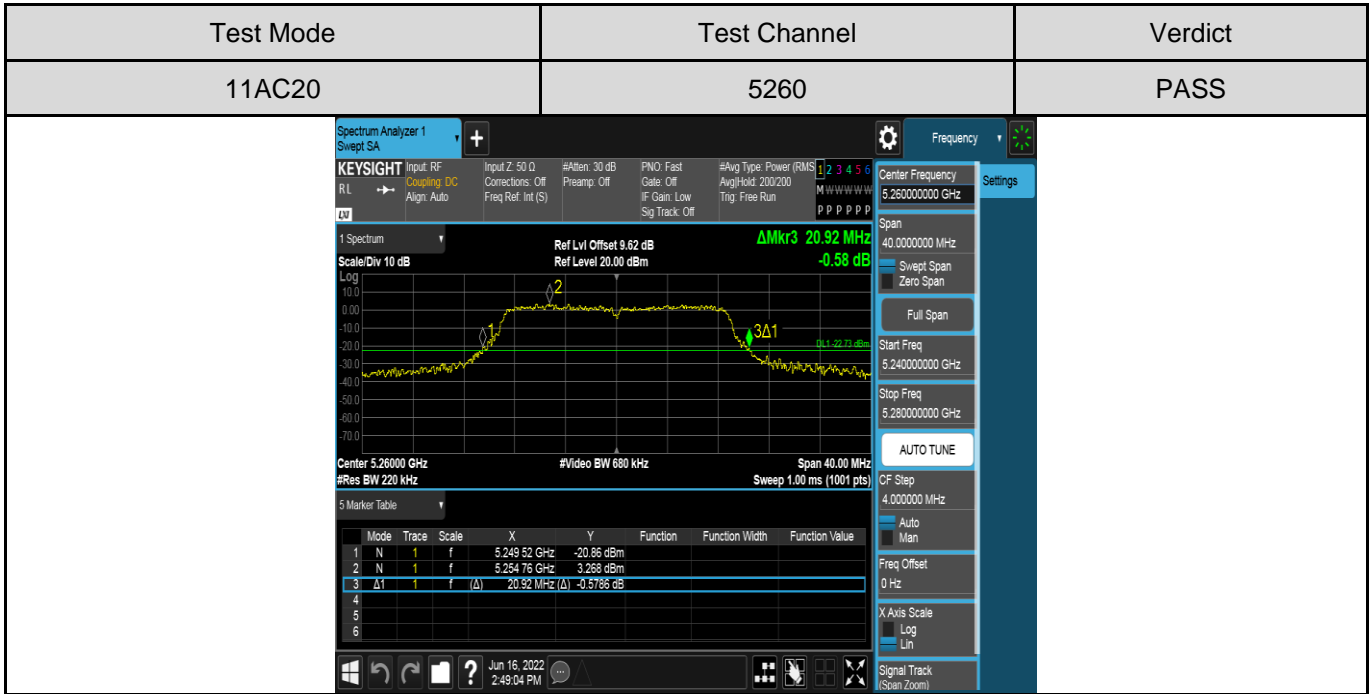 Test Mode Test Channel Verdict
11AC20 5260 PASS
Spectrum Analyzer 1
Swept SA
+
Frequency
KEYSIGHT Input: RF Input Z: 50 Ω #Atten: 30 dB PNO: Fast #Avg Type: Power (RMS 1 2 3 4 5 6
RL Coupling: DC Corrections: Off Preamp: Off Gate: Off Avg|Hold: 200/200 M W W W W W
Align: Auto Freq Ref: Int (S) IF Gain: Low Trig: Free Run
LXI Sig Track: Off P P P P P P
1 Spectrum Ref Lvl Offset 9.62 dB ΔMkr3 20.92 MHz
Scale/Div 10 dB Ref Level 20.00 dBm -0.58 dB
Log
10.0
0.00
-10.0
-20.0
-30.0
-40.0
-50.0
-60.0
-70.0
2
1
3Δ1
DL1 -22.73 dBm
Center 5.26000 GHz #Video BW 680 kHz Span 40.00 MHz
#Res BW 220 kHz Sweep 1.00 ms (1001 pts)
5 Marker Table
Mode Trace Scale X Y Function Function Width Function Value
1 N 1 f 5.249 52 GHz -20.86 dBm
2 N 1 f 5.254 76 GHz 3.268 dBm
3 Δ1 1 f (Δ) 20.92 MHz (Δ) -0.5786 dB
4
5
6
? Jun 16, 2022
2:49:04 PM
Center Frequency
5.260000000 GHz
Settings
Span
40.0000000 MHz
Swept Span
Zero Span
Full Span
Start Freq
5.240000000 GHz
Stop Freq
5.280000000 GHz
AUTO TUNE
CF Step
4.000000 MHz
Auto
Man
Freq Offset
0 Hz
X Axis Scale
Log
Lin
Signal Track
(Span Zoom)